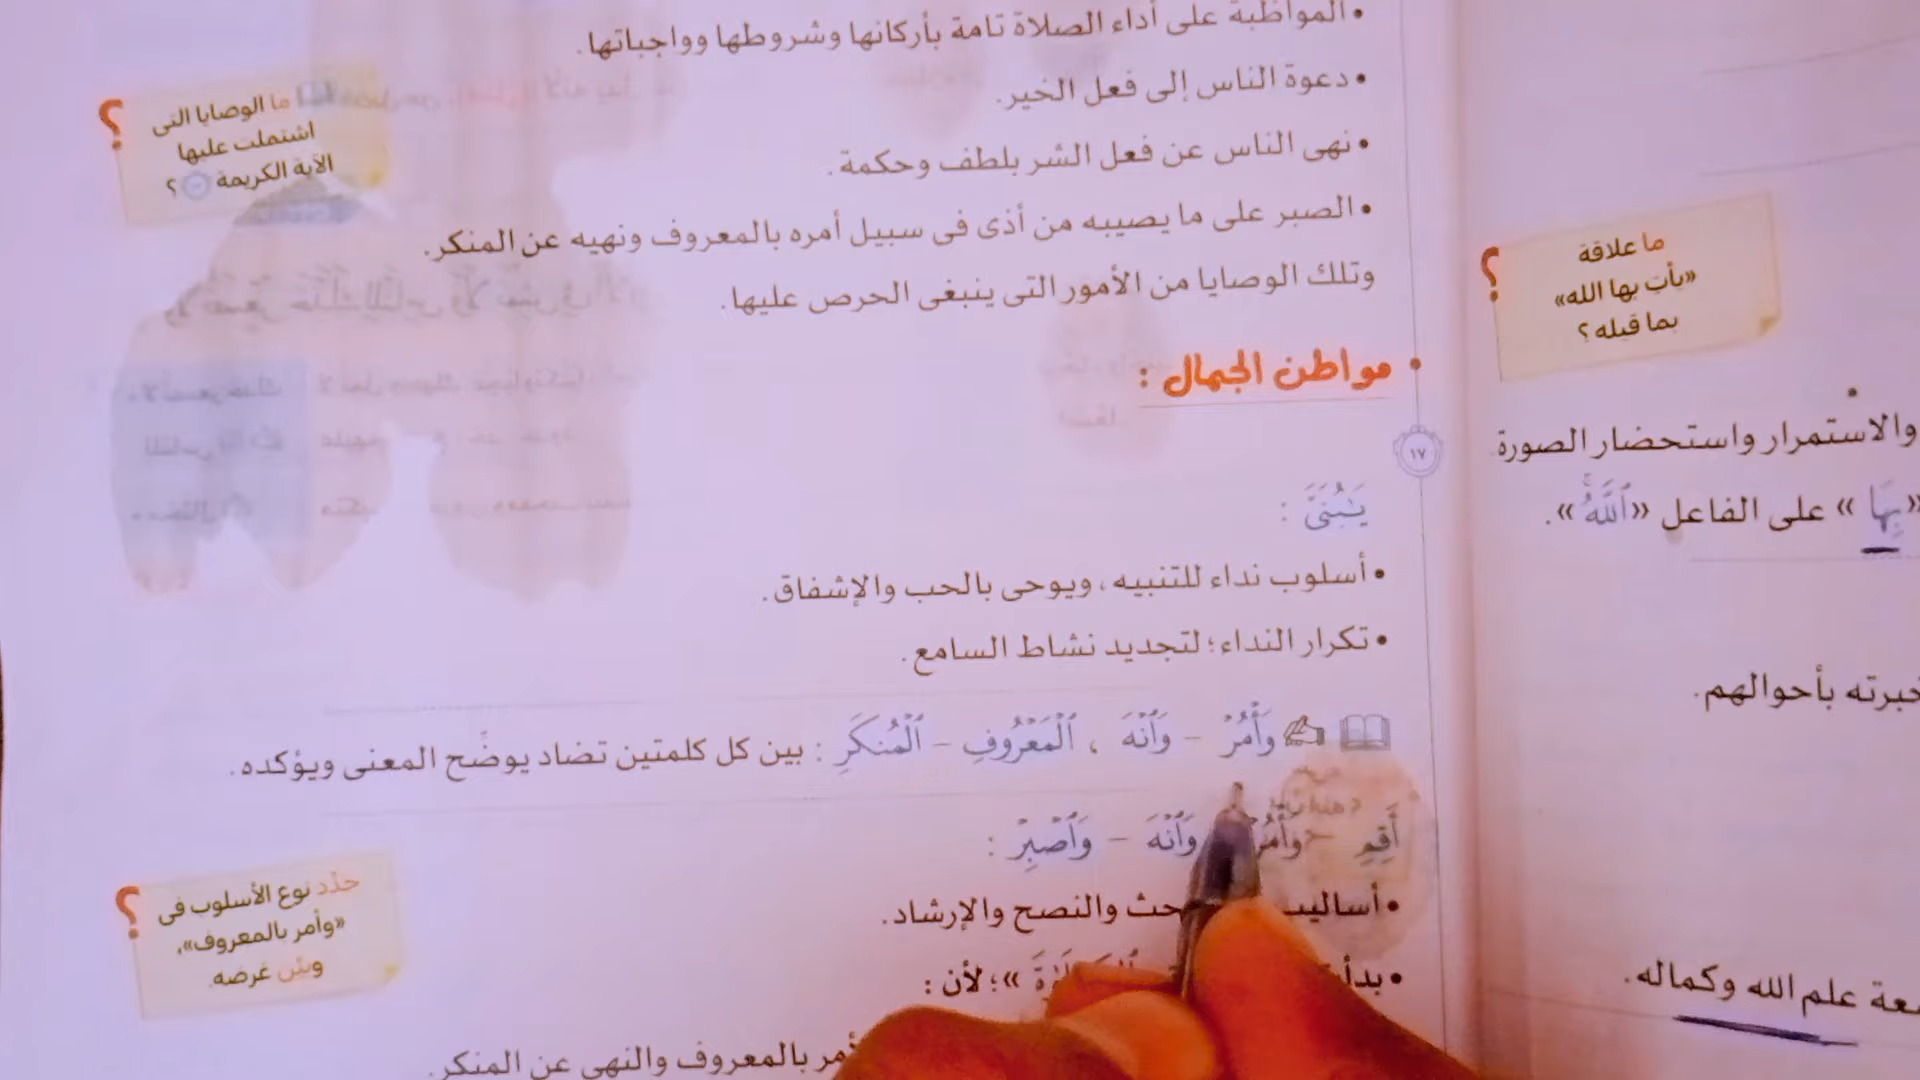 • المواظبة على أداء الصلاة تامة بأركانها وشروطها وواجباتها.
• دعوة الناس إلى فعل الخير.
• نهى الناس عن فعل الشر بلطف وحكمة.
• الصبر على ما يصيبه من أذى فى سبيل أمره بالمعروف ونهيه عن المنكر.
وتلك الوصايا من الأمور التى ينبغى الحرص عليها.
؟ ما الوصايا التى
اشتملت عليها
الآية الكريمة ١٧ ؟
• مواطن الجمال :
١٧
يَٰبُنَىَّ :
• أسلوب نداء للتنبيه، ويوحى بالحب والإشفاق.
• تكرار النداء؛ لتجديد نشاط السامع.
وَأْمُرْ – وَٱنْهَ ، ٱلْمَعْرُوفِ – ٱلْمُنكَرِ : بين كل كلمتين تضاد يوضِّح المعنى ويؤكده.
أَقِمِ – وَأْمُرْ – وَٱنْهَ – وَٱصْبِرْ :
• أساليب للحث والنصح والإرشاد.
»؛ لأن :
بالمعروف والنهى عن المنكر.
؟ حدِّد نوع الأسلوب فى
«وأمر بالمعروف»،
وبيِّن غرضه.
؟ ما علاقة
«يأت بها الله»
بما قبله؟
والاستمرار واستحضار الصورة
«بِهَا» على الفاعل «ٱللَّهُ».
خبرته بأحوالهم.
علم الله وكماله.